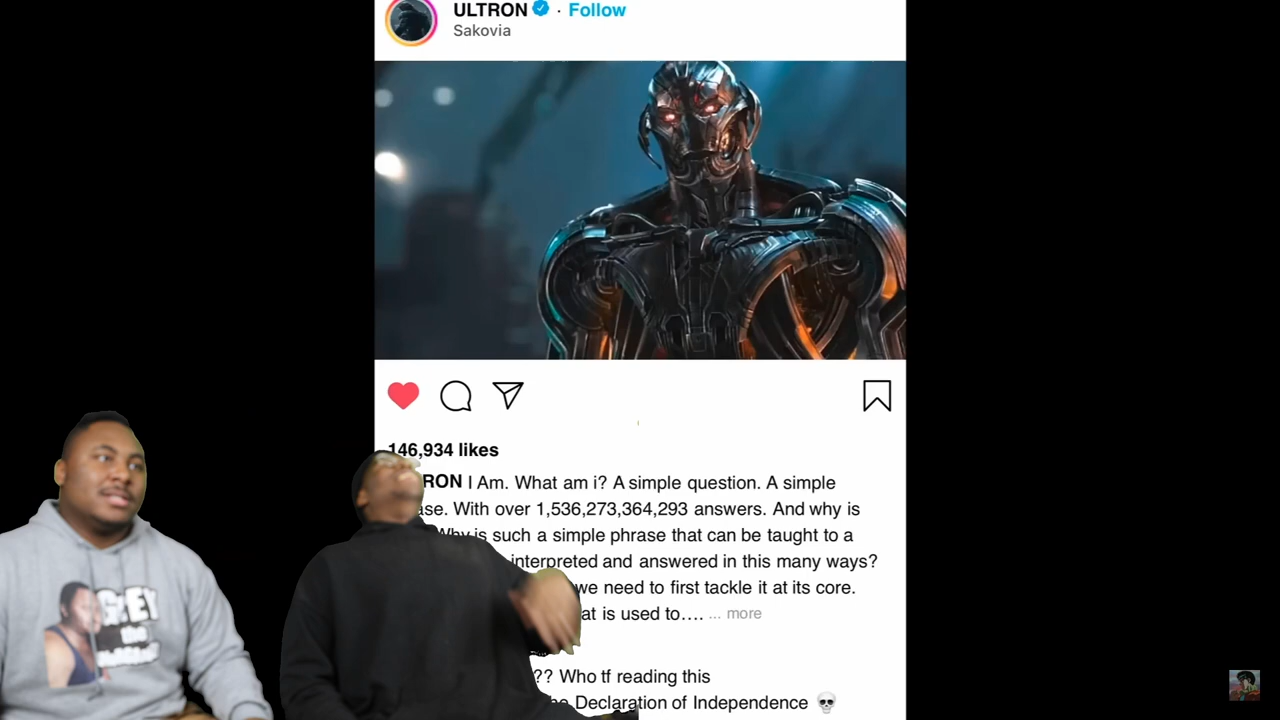 ULTRON · Follow
Sakovia
146,934 likes
RON I Am. What am i? A simple question. A simple
ase. With over 1,536,273,364,293 answers. And why is
Why is such a simple phrase that can be taught to a
interpreted and answered in this many ways?
we need to first tackle it at its core.
at is used to…. ... more
?? Who tf reading this
Declaration of Independence 💀
the